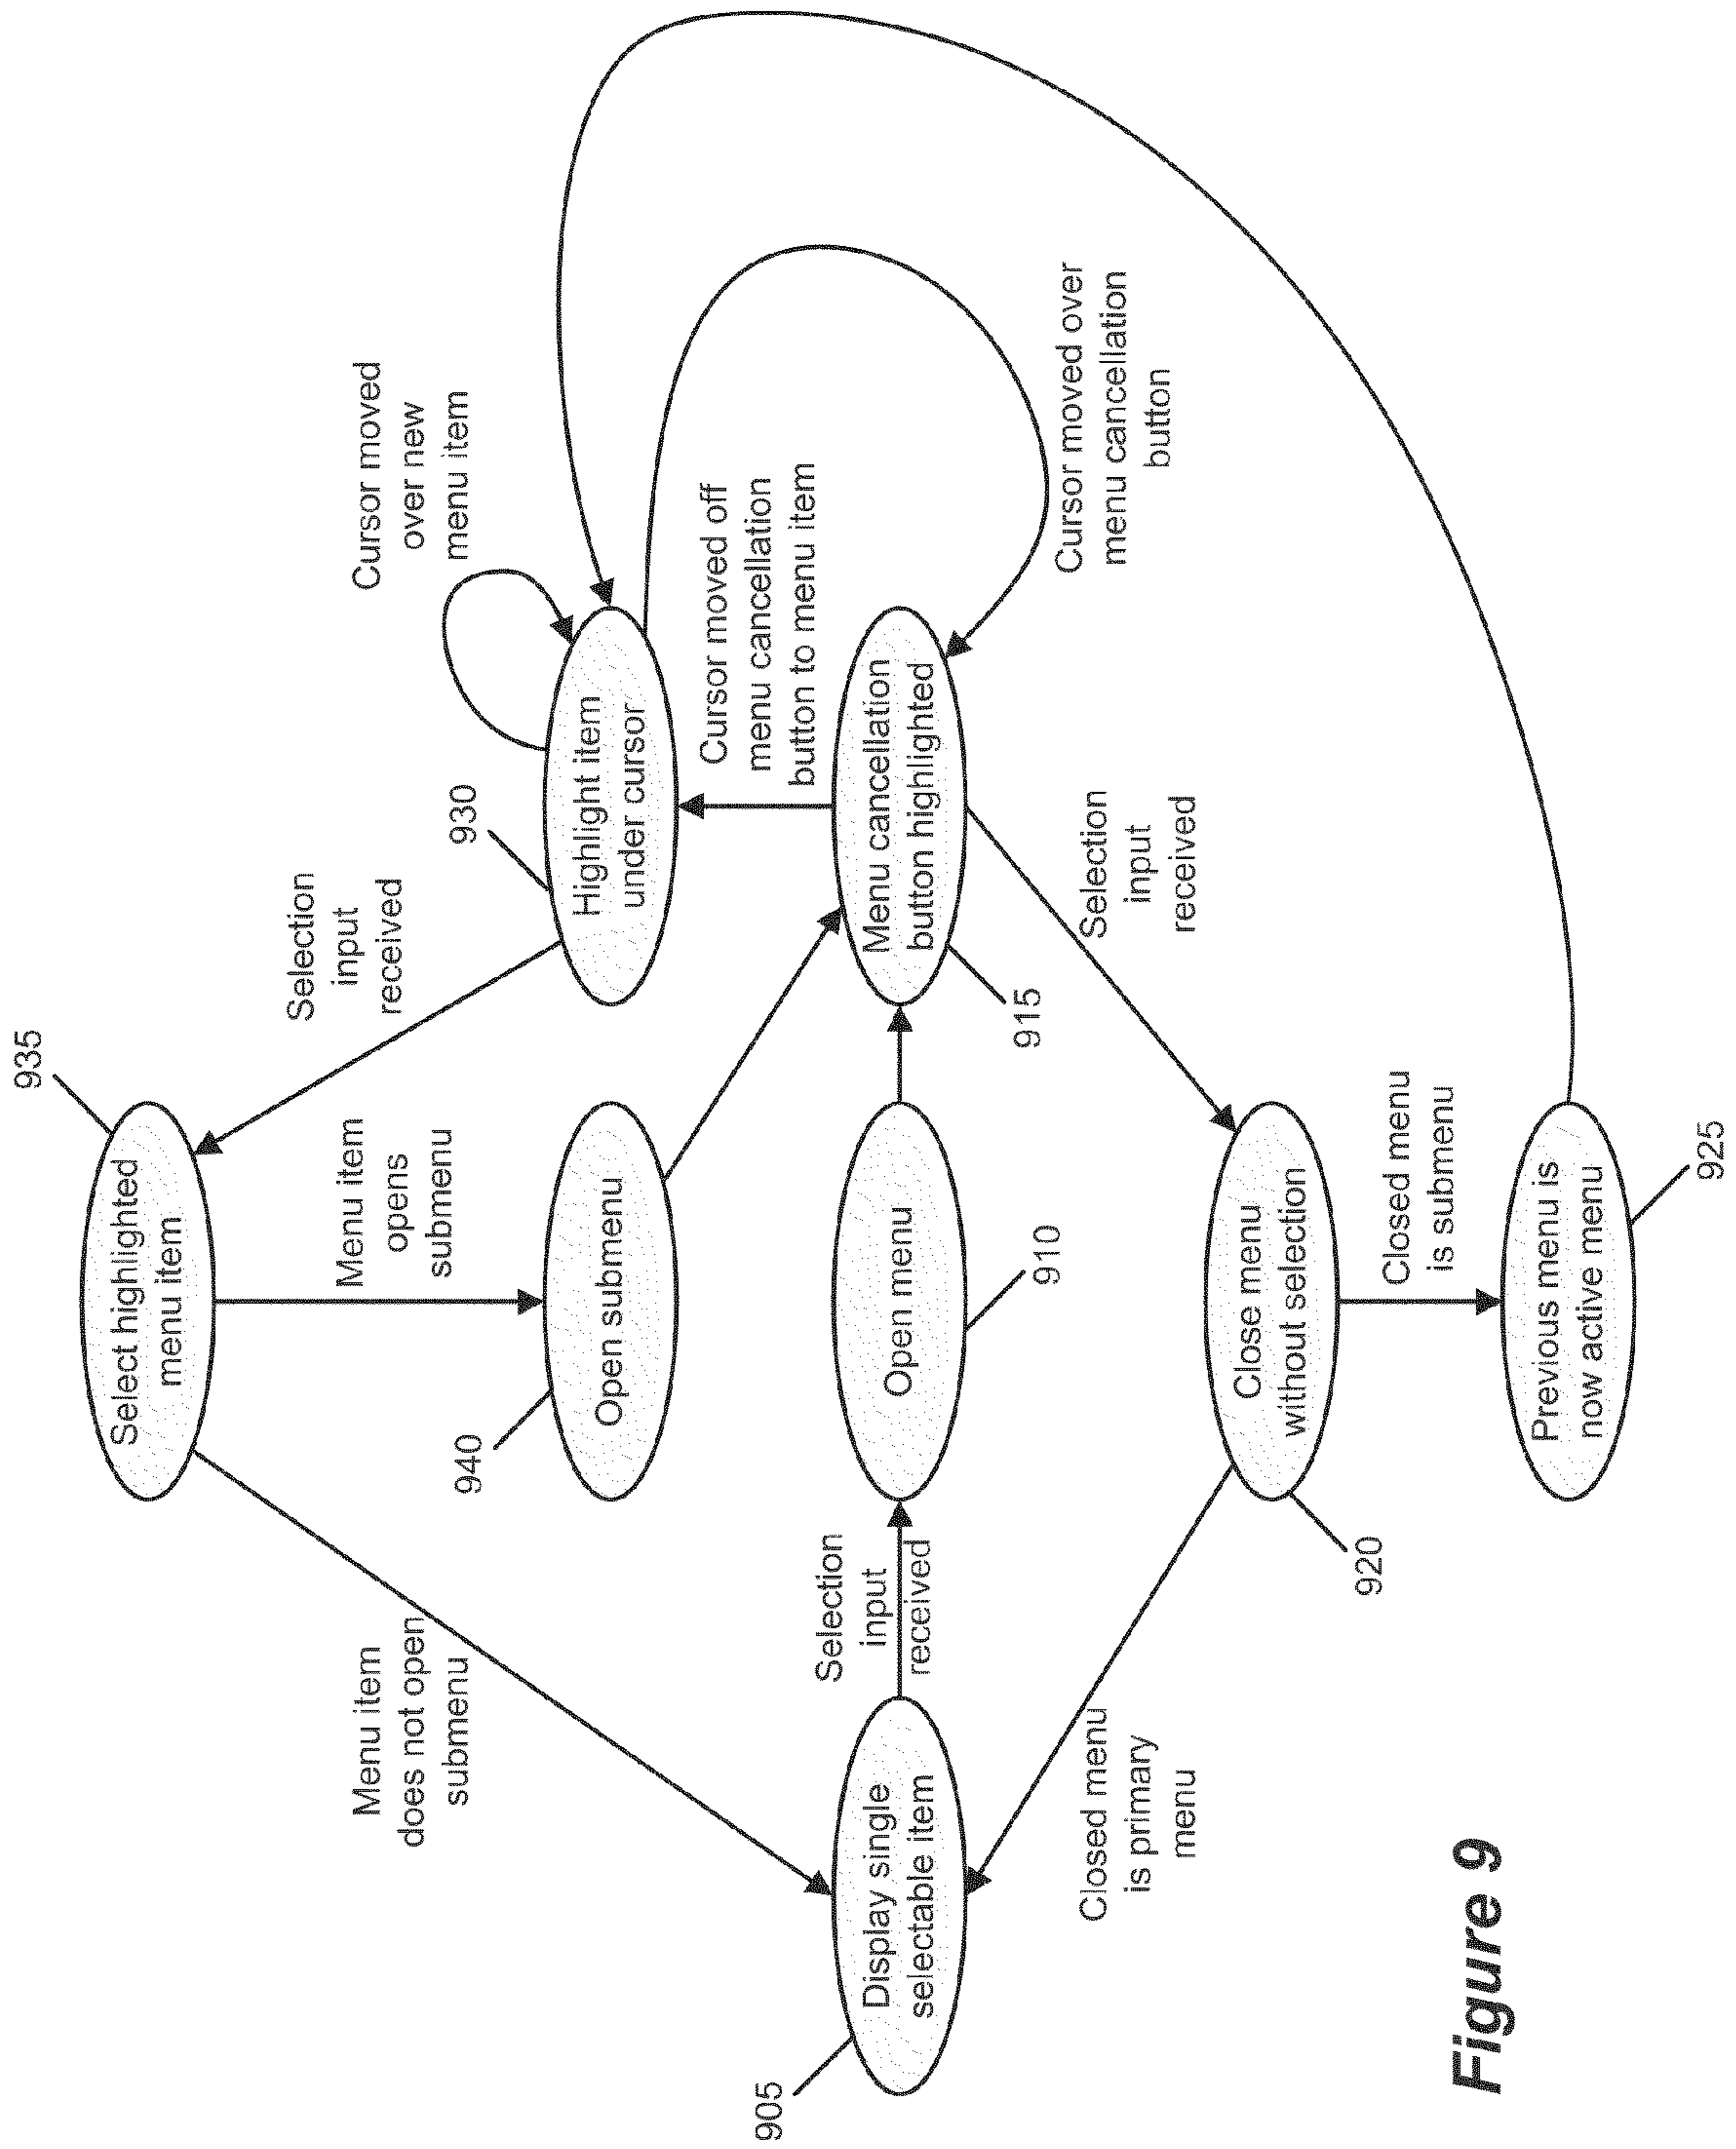 935
Select highlighted
menu item
Selection
input
received
Cursor moved
over new
menu item
930
Highlight item
under cursor
Menu item
opens
submenu
Menu item
does not open
submenu
940
Open submenu
Cursor moved off
menu cancellation
button to menu item
905
Display single
selectable item
Selection
input
received
Open menu
910
Menu cancellation
button highlighted
915
Cursor moved over
menu cancellation
button
Selection
input
received
Closed menu
is primary
menu
Close menu
without selection
920
Closed menu
is submenu
Previous menu is
now active menu
925
Figure 9